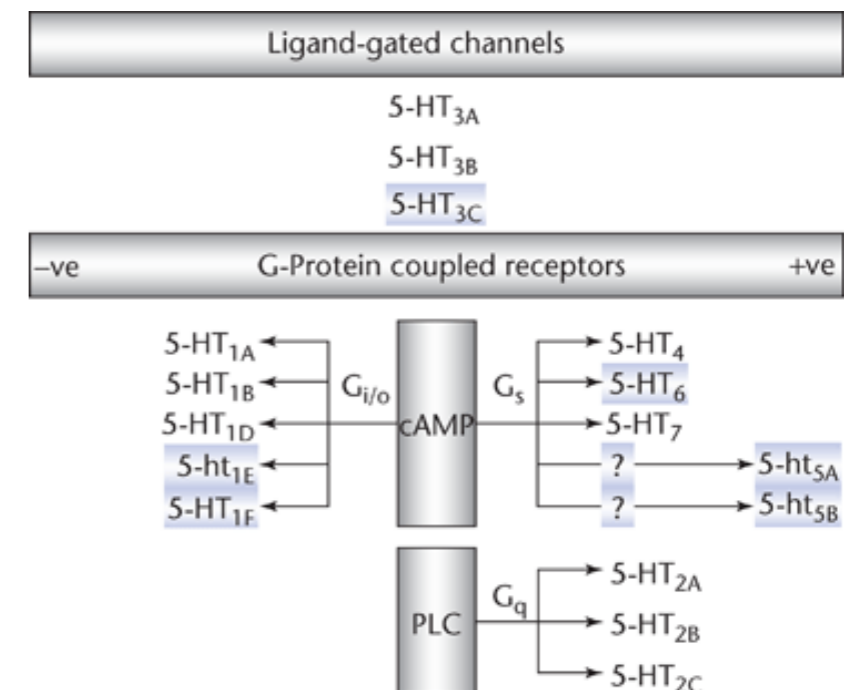 Ligand-gated channels
5-HT3A
5-HT3B
5-HT3C
–ve G-Protein coupled receptors +ve
5-HT1A 5-HT4
5-HT1B Gi/o Gs 5-HT6
5-HT1D cAMP 5-HT7
5-ht1E ? 5-ht5A
5-HT1F ? 5-ht5B
5-HT2A
Gq
PLC 5-HT2B
5-HT2C